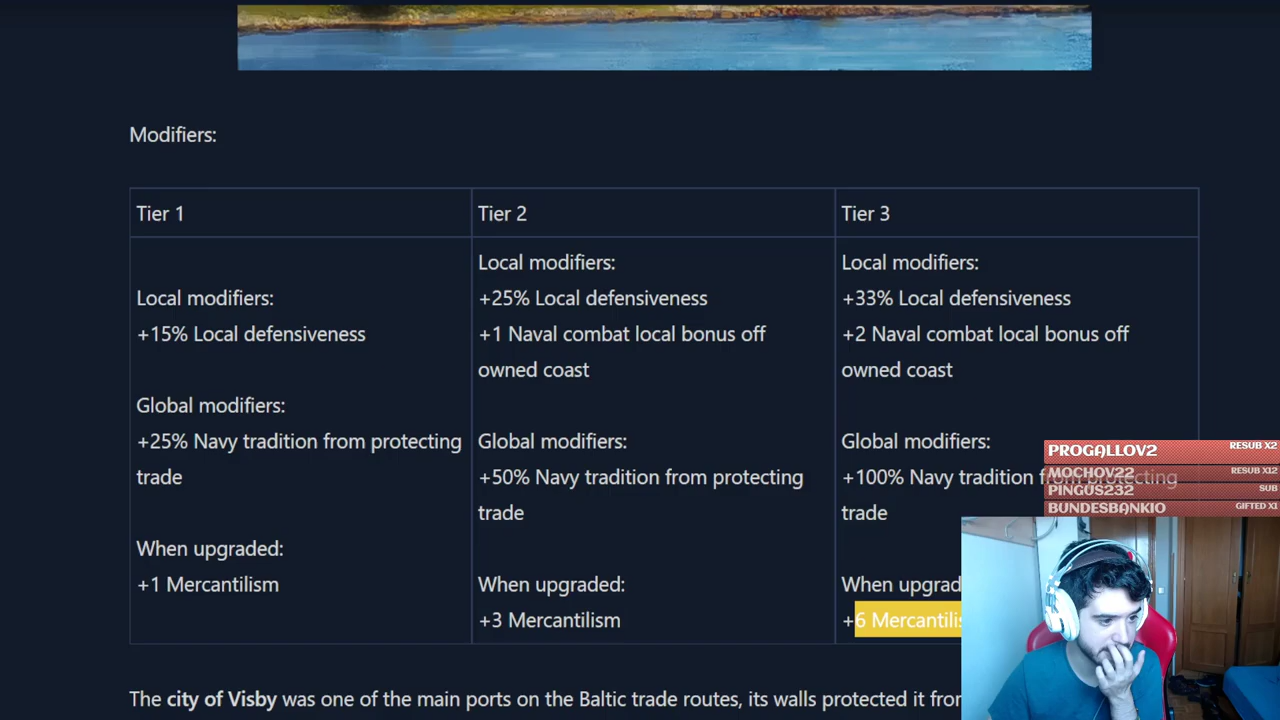 Modifiers:
Tier 1
Local modifiers:
+15% Local defensiveness
Global modifiers:
+25% Navy tradition from protecting
trade
When upgraded:
+1 Mercantilism
Tier 2
Local modifiers:
+25% Local defensiveness
+1 Naval combat local bonus off
owned coast
Global modifiers:
+50% Navy tradition from protecting
trade
When upgraded:
+3 Mercantilism
Tier 3
Local modifiers:
+33% Local defensiveness
+2 Naval combat local bonus off
owned coast
Global modifiers:
+100% Navy tradition from protecting
trade
When upgrad
+6 Mercantilis
PROGALLOV2 RESUB X2
MOCHOV22 RESUB X12
PINGUS232 SUB
BUNDESBANKIO GIFTED X1
The city of Visby was one of the main ports on the Baltic trade routes, its walls protected it from